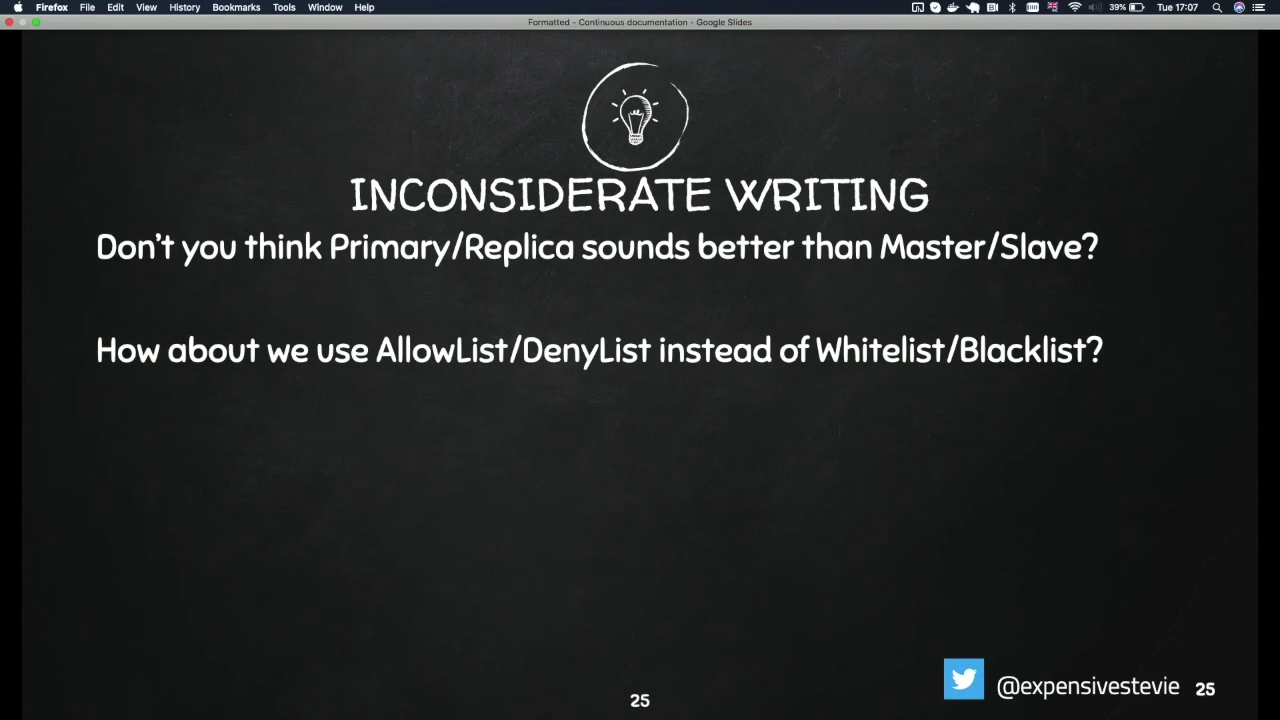 Firefox File Edit View History Bookmarks Tools Window Help 39% Tue 17:07
Formatted - Continuous documentation - Google Slides
INCONSIDERATE WRITING
Don't you think Primary/Replica sounds better than Master/Slave?
How about we use AllowList/DenyList instead of Whitelist/Blacklist?
@expensivestevie 25
25